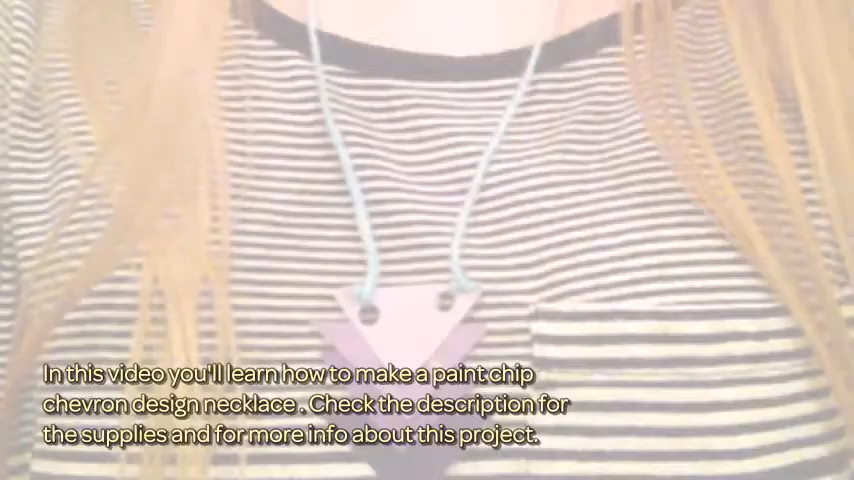 In this video you'll learn how to make a paint chip
chevron design necklace . Check the description for
the supplies and for more info about this project.